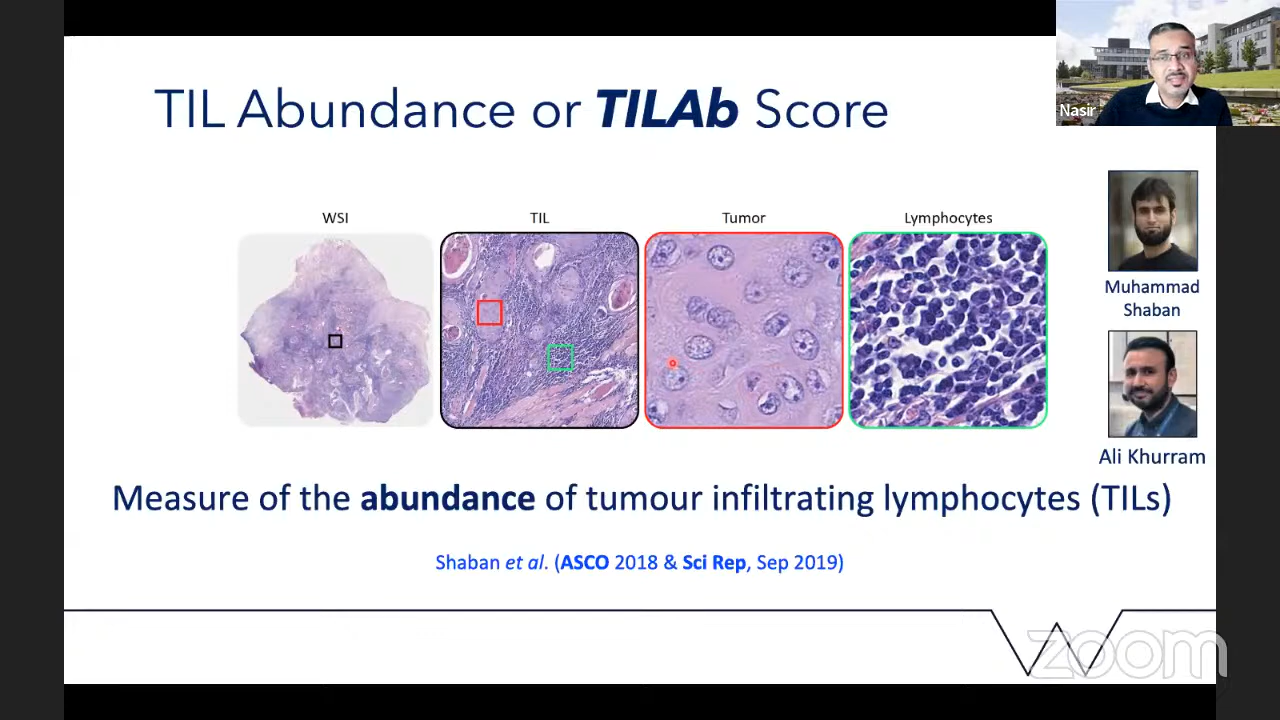 TIL Abundance or TILAb Score
Nasir
WSI
TIL
Tumor
Lymphocytes
Muhammad
Shaban
Ali Khurram
Measure of the abundance of tumour infiltrating lymphocytes (TILs)
Shaban et al. (ASCO 2018 & Sci Rep, Sep 2019)
zoom